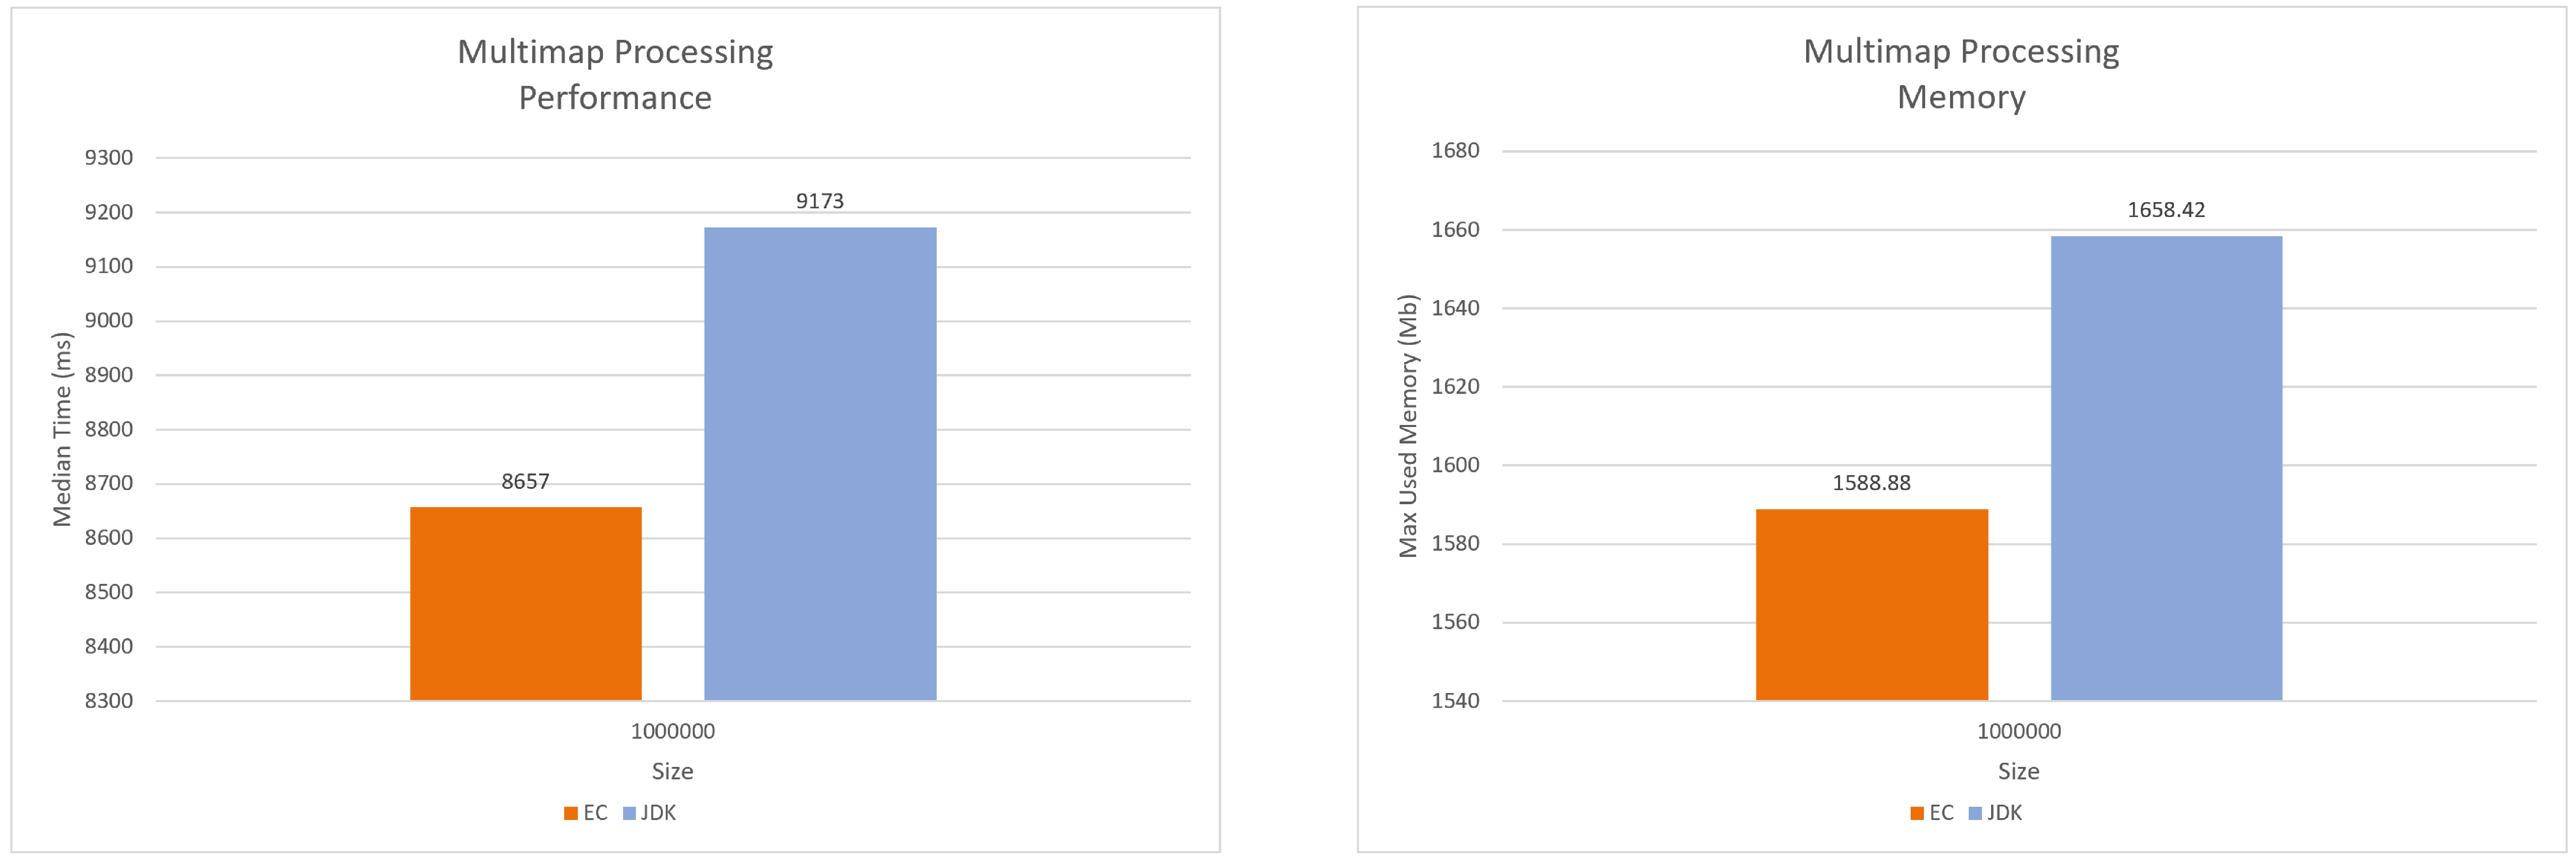 Multimap Processing
Performance
9300
9200
9100
9000
8900
8800
8700
8600
8500
8400
8300
Median Time (ms)
8657
9173
1000000
Size
EC JDK
Multimap Processing
Memory
1680
1660
1640
1620
1600
1580
1560
1540
Max Used Memory (Mb)
1588.88
1658.42
1000000
Size
EC JDK